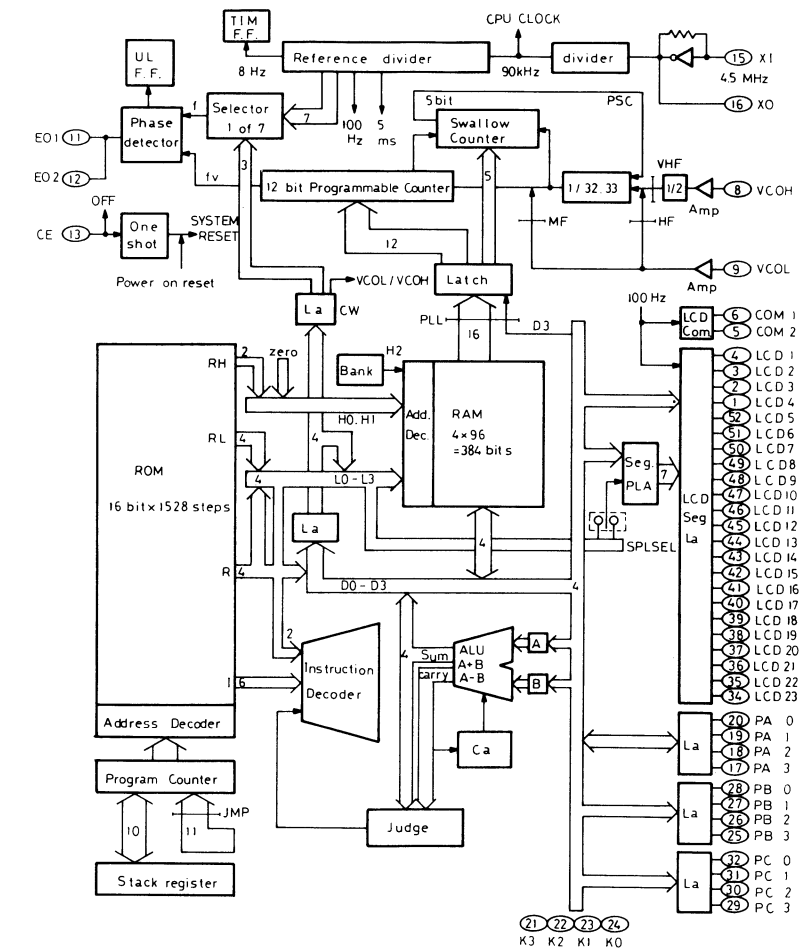 CPU CLOCK
TIM
F.F.
Reference divider
divider
15 XI
8 Hz
90kHz
4.5 MHz
16 XO
UL
F.F.
f
Selector
1 of 7
7
100
Hz
5
ms
5bit
PSC
Swallow
Counter
EO1 11
Phase
detector
EO2 12
fv
3
12 bit Programmable Counter
5
1/32.33
VHF
1/2
8 VCOH
Amp
OFF
CE 13
One
shot
SYSTEM
RESET
Power on reset
12
MF
HF
9 VCOL
Amp
VCOL/VCOH
Latch
La CW
PLL
16
D3
100Hz
LCD
Com.
6 COM 1
5 COM 2
RH
2
zero
Bank
H2
H0.H1
Add.
Dec.
RAM
4×96
=384 bits
RL
4
4
4
L0-L3
ROM
16 bit×1528 steps
La
Seg.
PLA
7
SPLSEL
LCD
Seg
La
4 LCD 1
3 LCD 2
2 LCD 3
1 LCD 4
52 LCD 5
51 LCD 6
50 LCD 7
49 LCD 8
48 LCD 9
47 LCD 10
46 LCD 11
45 LCD 12
44 LCD 13
43 LCD 14
42 LCD 15
41 LCD 16
40 LCD 17
39 LCD 18
38 LCD 19
37 LCD 20
36 LCD 21
35 LCD 22
34 LCD 23
R
4
D0-D3
4
4
2
4
Sum
carry
ALU
A+B
A-B
A
B
Instruction
Decoder
I
6
Ca
Address Decoder
Program Counter
JMP
10
11
Judge
Stack register
La
20 PA 0
19 PA 1
18 PA 2
17 PA 3
La
28 PB 0
27 PB 1
26 PB 2
25 PB 3
La
32 PC 0
31 PC 1
30 PC 2
29 PC 3
21 22 23 24
K3 K2 K1 K0